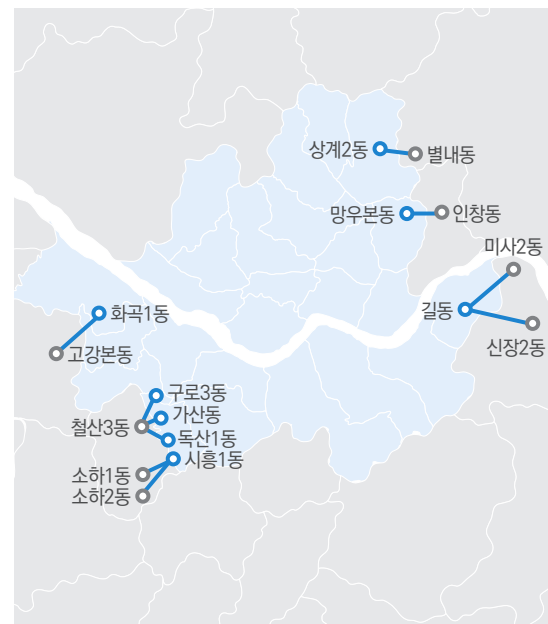 상계2동
별내동
망우본동
인창동
미사2동
길동
신장2동
화곡1동
고강본동
구로3동
가산동
철산3동
독산1동
시흥1동
소하1동
소하2동